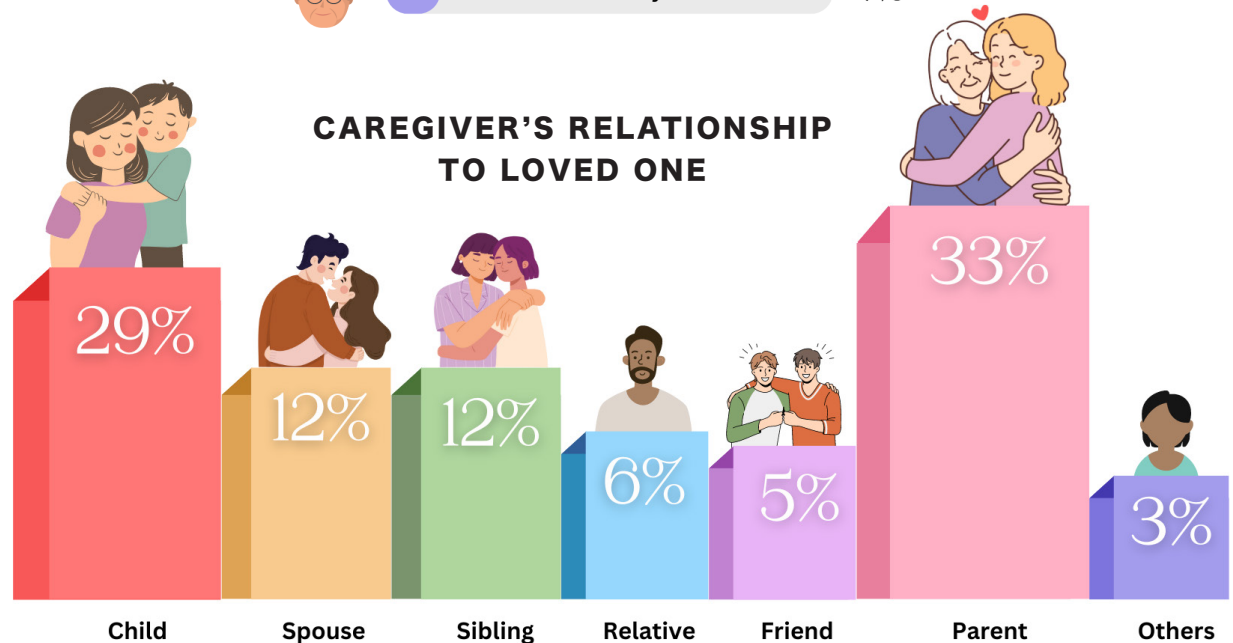 CAREGIVER'S RELATIONSHIP
TO LOVED ONE
33%
29%
12%
12%
6%
5%
3%
Child
Spouse
Sibling
Relative
Friend
Parent
Others